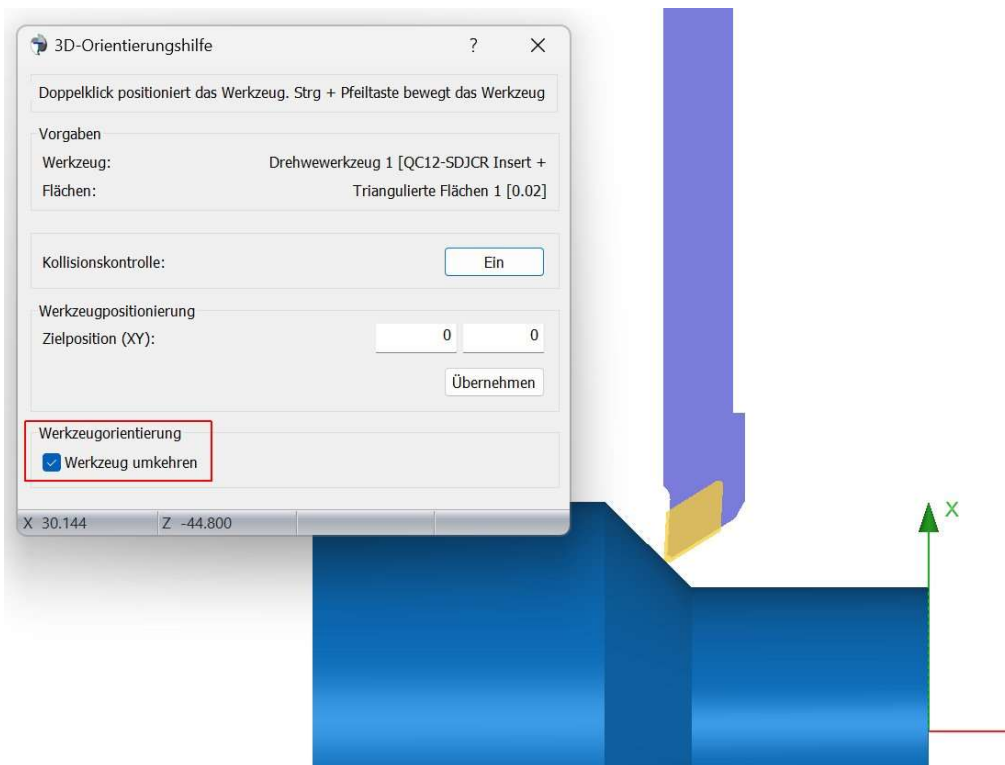 3D-Orientierungshilfe ?
Doppelklick positioniert das Werkzeug. Strg + Pfeiltaste bewegt das Werkzeug
Vorgaben
Werkzeug: Drehwewerkzeug 1 [QC12-SDJCR Insert +
Flächen: Triangulierte Flächen 1 [0.02]
Kollisionskontrolle: Ein
Werkzeugpositionierung
Zielposition (XY): 0 0
Übernehmen
Werkzeugorientierung
Werkzeug umkehren
X 30.144 Z -44.800
X